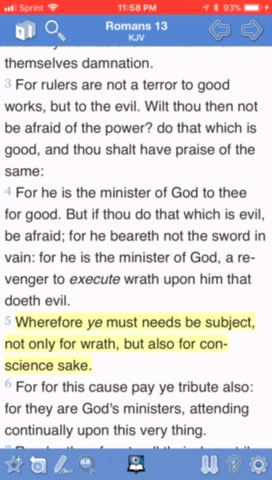 Sprint 11:58 PM 93%
Romans 13
KJV
themselves damnation.
3 For rulers are not a terror to good
works, but to the evil. Wilt thou then not
be afraid of the power? do that which is
good, and thou shalt have praise of the
same:
4 For he is the minister of God to thee
for good. But if thou do that which is evil,
be afraid; for he beareth not the sword in
vain: for he is the minister of God, a re-
venger to execute wrath upon him that
doeth evil.
5 Wherefore ye must needs be subject,
not only for wrath, but also for con-
science sake.
6 For for this cause pay ye tribute also:
for they are God's ministers, attending
continually upon this very thing.